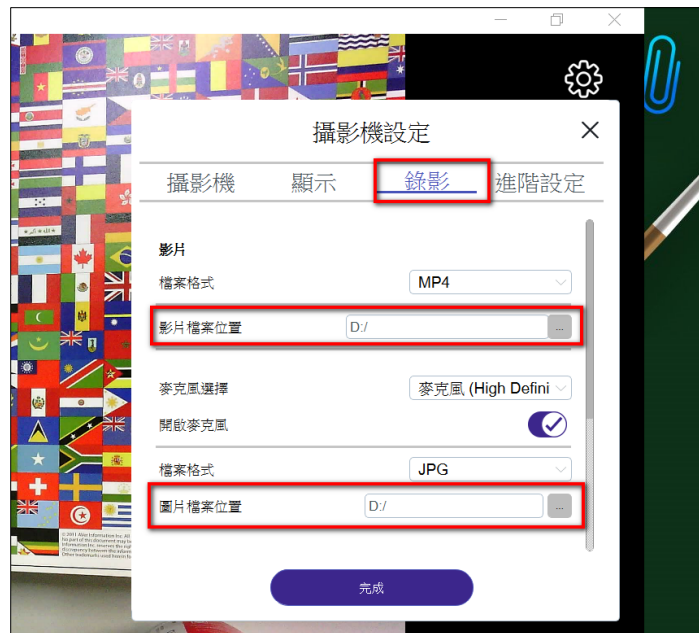 攝影機設定
攝影機 顯示 錄影 進階設定
影片
檔案格式 MP4
影片檔案位置 D:/ ...
麥克風選擇 麥克風 (High Defini
開啟麥克風
檔案格式 JPG
圖片檔案位置 D:/ ...
完成